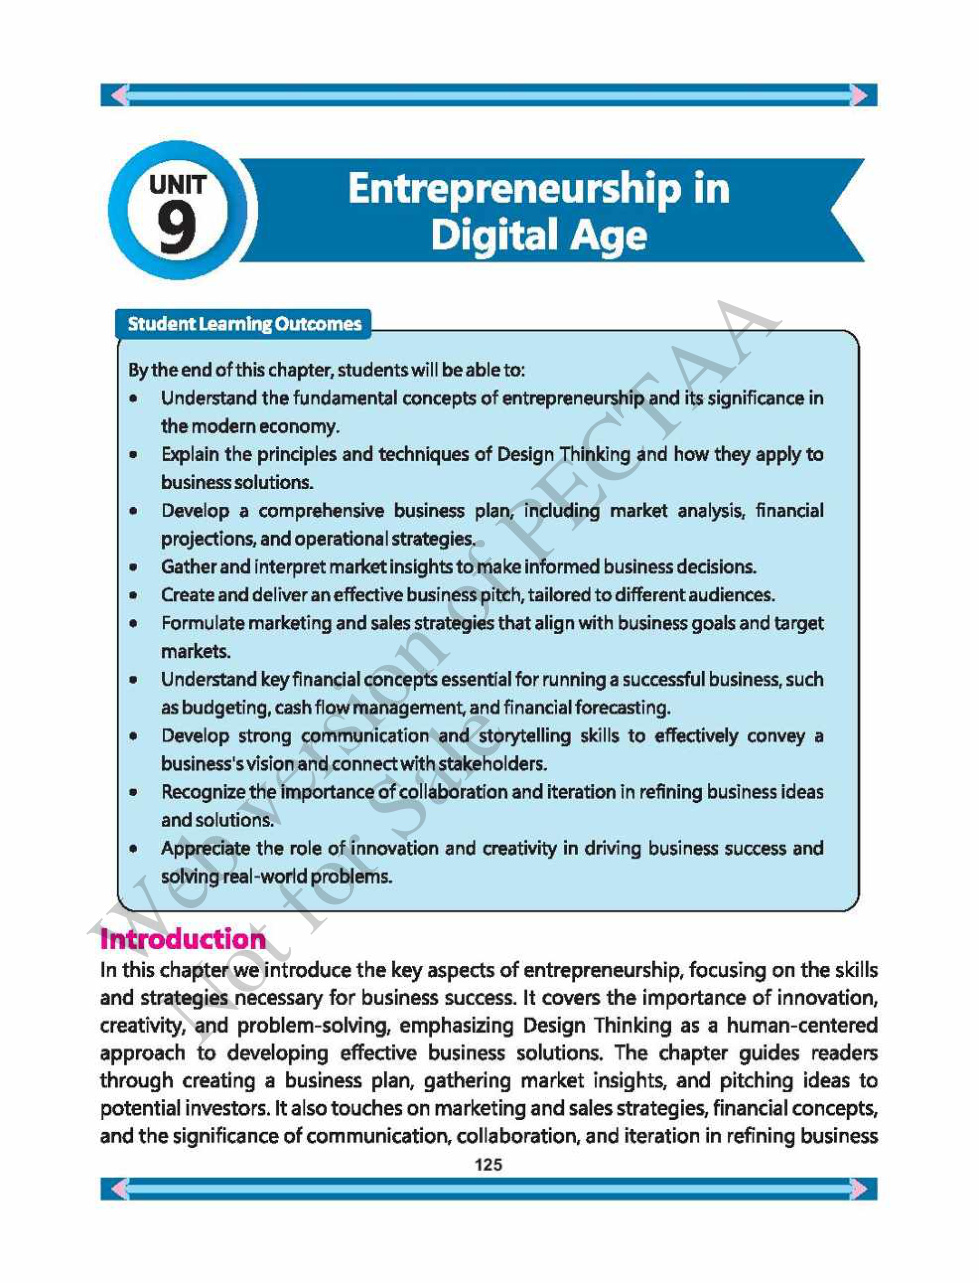 UNIT
9
Entrepreneurship in
Digital Age
Student Learning Outcomes
By the end of this chapter, students will be able to:
• Understand the fundamental concepts of entrepreneurship and its significance in
the modern economy.
• Explain the principles and techniques of Design Thinking and how they apply to
business solutions.
• Develop a comprehensive business plan, including market analysis, financial
projections, and operational strategies.
• Gather and interpret market insights to make informed business decisions.
• Create and deliver an effective business pitch, tailored to different audiences.
• Formulate marketing and sales strategies that align with business goals and target
markets.
• Understand key financial concepts essential for running a successful business, such
as budgeting, cash flow management, and financial forecasting.
• Develop strong communication and storytelling skills to effectively convey a
business's vision and connect with stakeholders.
• Recognize the importance of collaboration and iteration in refining business ideas
and solutions.
• Appreciate the role of innovation and creativity in driving business success and
solving real-world problems.
Introduction
In this chapter we introduce the key aspects of entrepreneurship, focusing on the skills
and strategies necessary for business success. It covers the importance of innovation,
creativity, and problem-solving, emphasizing Design Thinking as a human-centered
approach to developing effective business solutions. The chapter guides readers
through creating a business plan, gathering market insights, and pitching ideas to
potential investors. It also touches on marketing and sales strategies, financial concepts,
and the significance of communication, collaboration, and iteration in refining business
125
Web version of PECTAA
Not for Sale